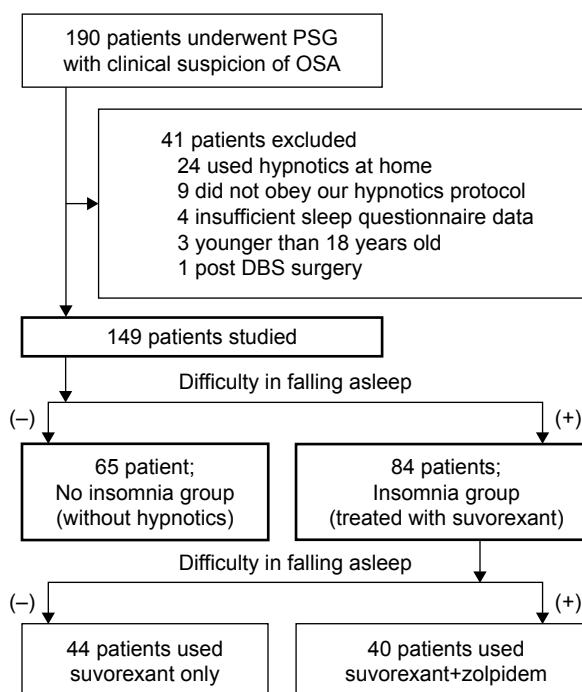 190 patients underwent PSG
with clinical suspicion of OSA
41 patients excluded
24 used hypnotics at home
9 did not obey our hypnotics protocol
4 insufficient sleep questionnaire data
3 younger than 18 years old
1 post DBS surgery
149 patients studied
Difficulty in falling asleep
(–)
(+)
65 patient;
No insomnia group
(without hypnotics)
84 patients;
Insomnia group
(treated with suvorexant)
Difficulty in falling asleep
(–)
(+)
44 patients used
suvorexant only
40 patients used
suvorexant+zolpidem